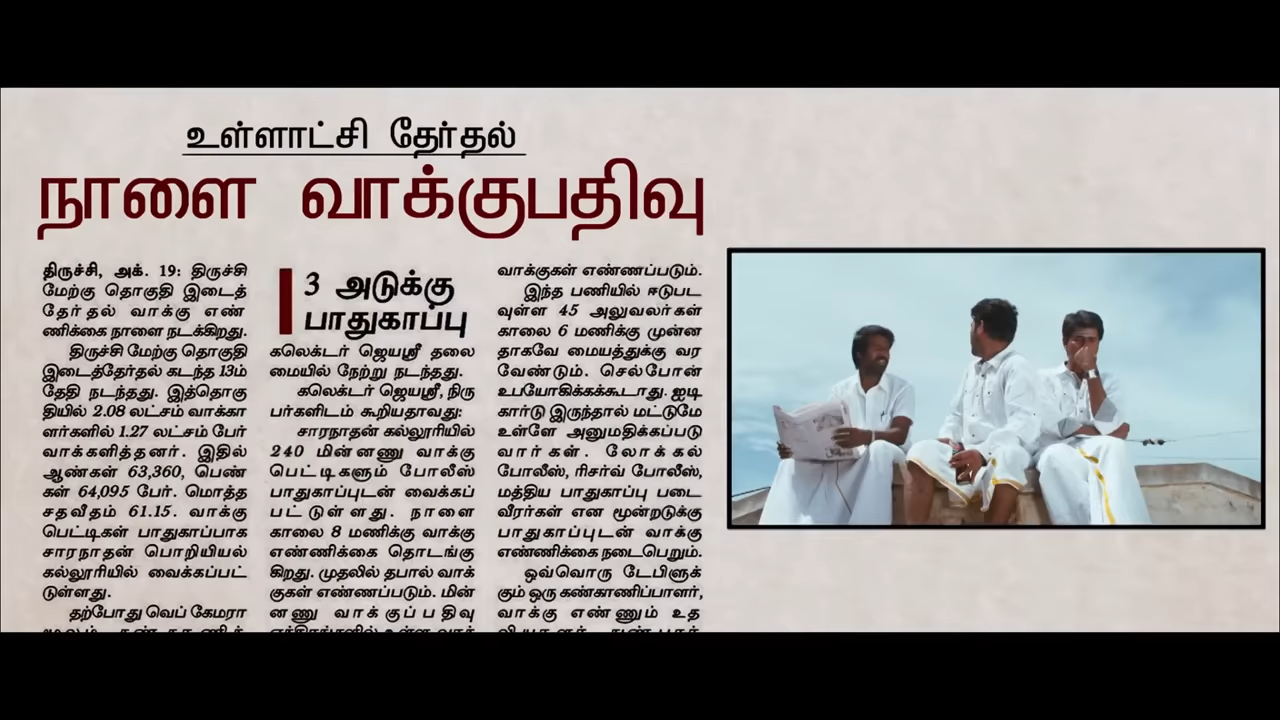 உள்ளாட்சி தேர்தல்
நாளை வாக்குபதிவு
திருச்சி, அக். 19: திருச்சி
மேற்கு தொகுதி இடைத்
தேர்தல் வாக்கு எண்
ணிக்கை நாளை நடக்கிறது.
திருச்சி மேற்கு தொகுதி
இடைத்தேர்தல் கடந்த 13ம்
தேதி நடந்தது. இத்தொகு
தியில் 2.08 லட்சம் வாக்கா
ளர்களில் 1.27 லட்சம் பேர்
வாக்களித்தனர். இதில்
ஆண்கள் 63,360, பெண்
கள் 64,095 பேர். மொத்த
சதவீதம் 61.15. வாக்கு
பெட்டிகள் பாதுகாப்பாக
சாரநாதன் பொறியியல்
கல்லூரியில் வைக்கப்பட்
டுள்ளது.
தற்போது வெப் கேமரா
3 அடுக்கு
பாதுகாப்பு
கலெக்டர் ஜெயஸ்ரீ தலை
மையில் நேற்று நடந்தது.
கலெக்டர் ஜெயஸ்ரீ, நிரு
பர்களிடம் கூறியதாவது:
சாரநாதன் கல்லூரியில்
240 மின்னணு வாக்கு
பெட்டிகளும் போலீஸ்
பாதுகாப்புடன் வைக்கப்
பட்டுள்ளது. நாளை
காலை 8 மணிக்கு வாக்கு
எண்ணிக்கை தொடங்கு
கிறது. முதலில் தபால் வாக்
குகள் எண்ணப்படும். மின்
னணு வாக்குப்பதிவு
வாக்குகள் எண்ணப்படும்.
இந்த பணியில் ஈடுபட
வுள்ள 45 அலுவலர்கள்
காலை 6 மணிக்கு முன்ன
தாகவே மையத்துக்கு வர
வேண்டும். செல்போன்
உபயோகிக்கக்கூடாது. ஐடி
கார்டு இருந்தால் மட்டுமே
உள்ளே அனுமதிக்கப்படு
வார்கள். லோக்கல்
போலீஸ், ரிசர்வ் போலீஸ்,
மத்திய பாதுகாப்பு படை
வீரர்கள் என மூன்றடுக்கு
பாதுகாப்புடன் வாக்கு
எண்ணிக்கை நடைபெறும்.
ஒவ்வொரு டேபிளுக்
கும் ஒரு கண்காணிப்பாளர்,
வாக்கு எண்ணும் உத